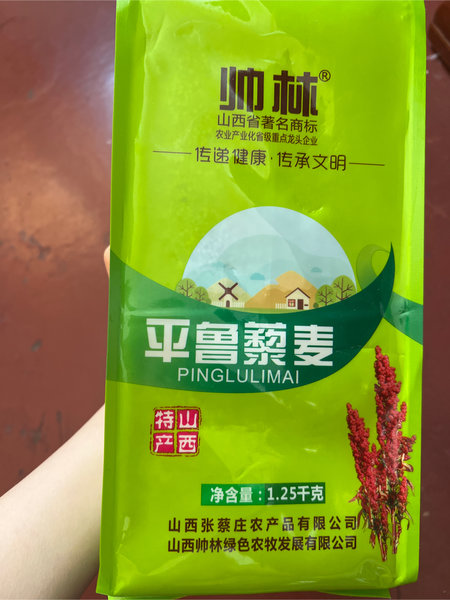 帅林®
山西省著名商标
农业产业化省级重点龙头企业
传递健康·传承文明
平鲁藜麦
PINGLULIMAI
山西
特产
净含量：1.25千克
山西张蔡庄农产品有限公司
山西帅林绿色农牧发展有限公司